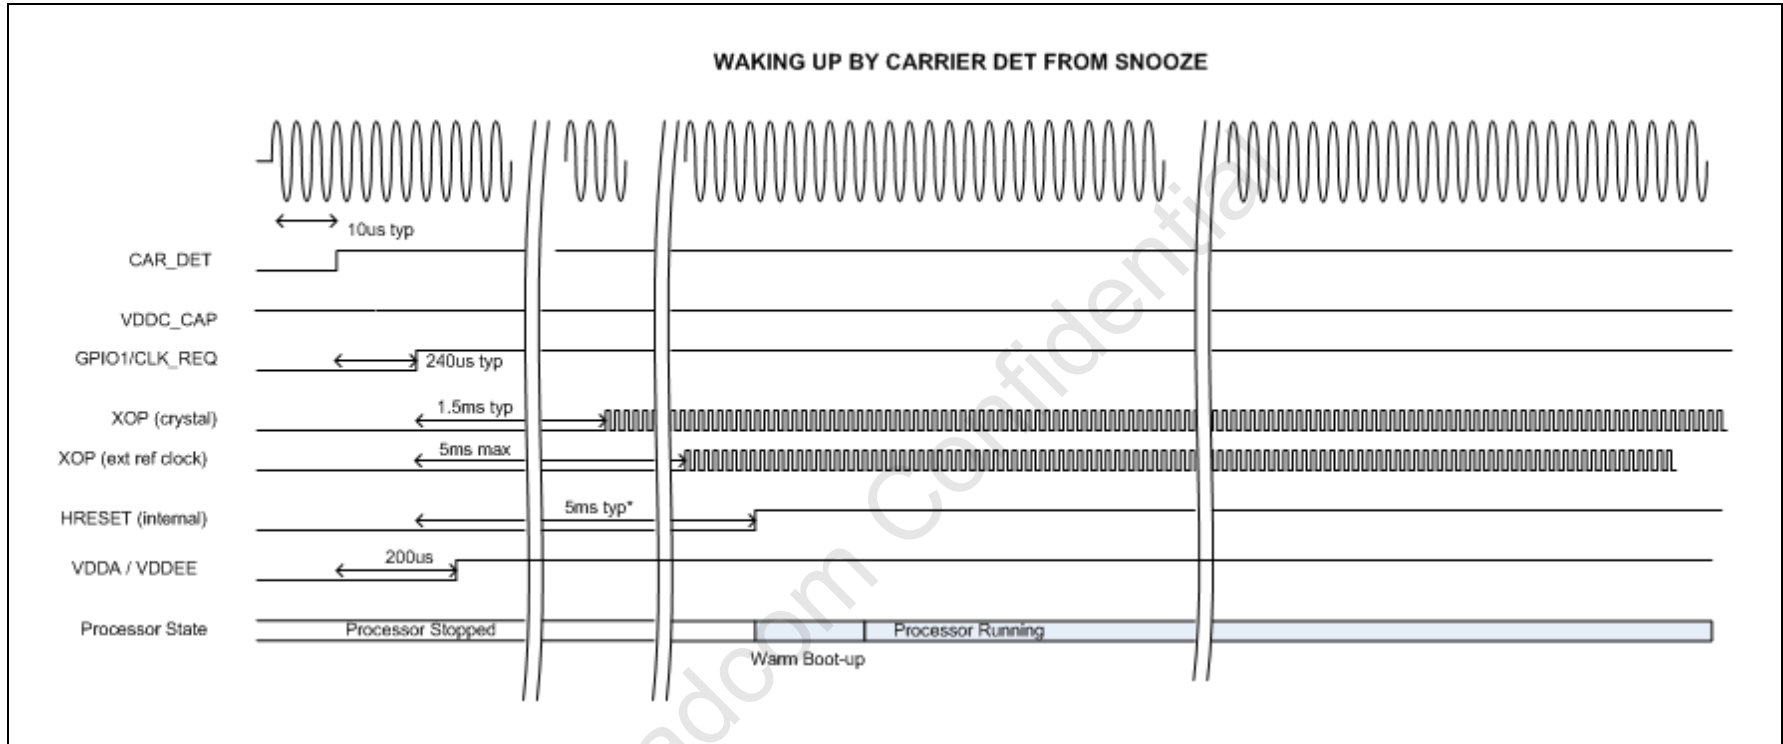 WAKING UP BY CARRIER DET FROM SNOOZE
10us typ
CAR_DET
VDDC_CAP
GPIO1/CLK_REQ
240us typ
XOP (crystal)
1.5ms typ
XOP (ext ref clock)
5ms max
HRESET (internal)
5ms typ*
VDDA / VDDEE
200us
Processor State
Processor Stopped
Processor Running
Warm Boot-up
adcom Confidential